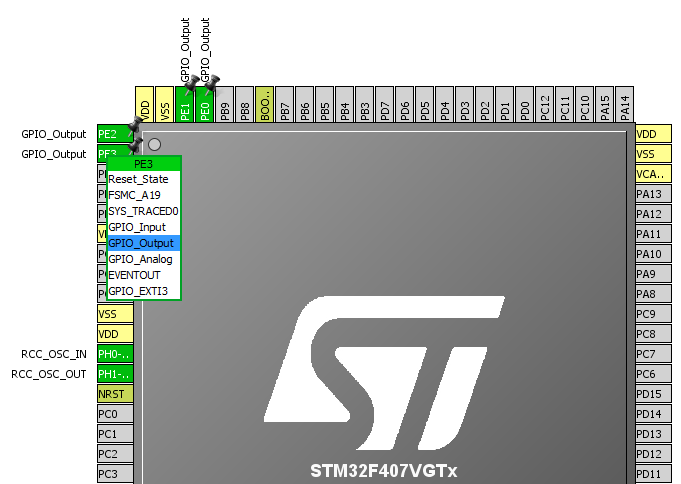 GPIO_Output
GPIO_Output
VDD
VSS
PE1
PE0
PB9
PB8
BOO..
PB7
PB6
PB5
PB4
PB3
PD7
PD6
PD5
PD4
PD3
PD2
PD1
PD0
PC12
PC11
PC10
PA15
PA14
GPIO_Output
PE2
GPIO_Output
PE3
PE3
Reset_State
FSMC_A19
SYS_TRACED0
GPIO_Input
GPIO_Output
GPIO_Analog
EVENTOUT
GPIO_EXTI3
VSS
VDD
RCC_OSC_IN
PH0-..
RCC_OSC_OUT
PH1-..
NRST
PC0
PC1
PC2
PC3
VDD
VSS
VCA..
PA13
PA12
PA11
PA10
PA9
PA8
PC9
PC8
PC7
PC6
PD15
PD14
PD13
PD12
PD11
ST
STM32F407VGTx